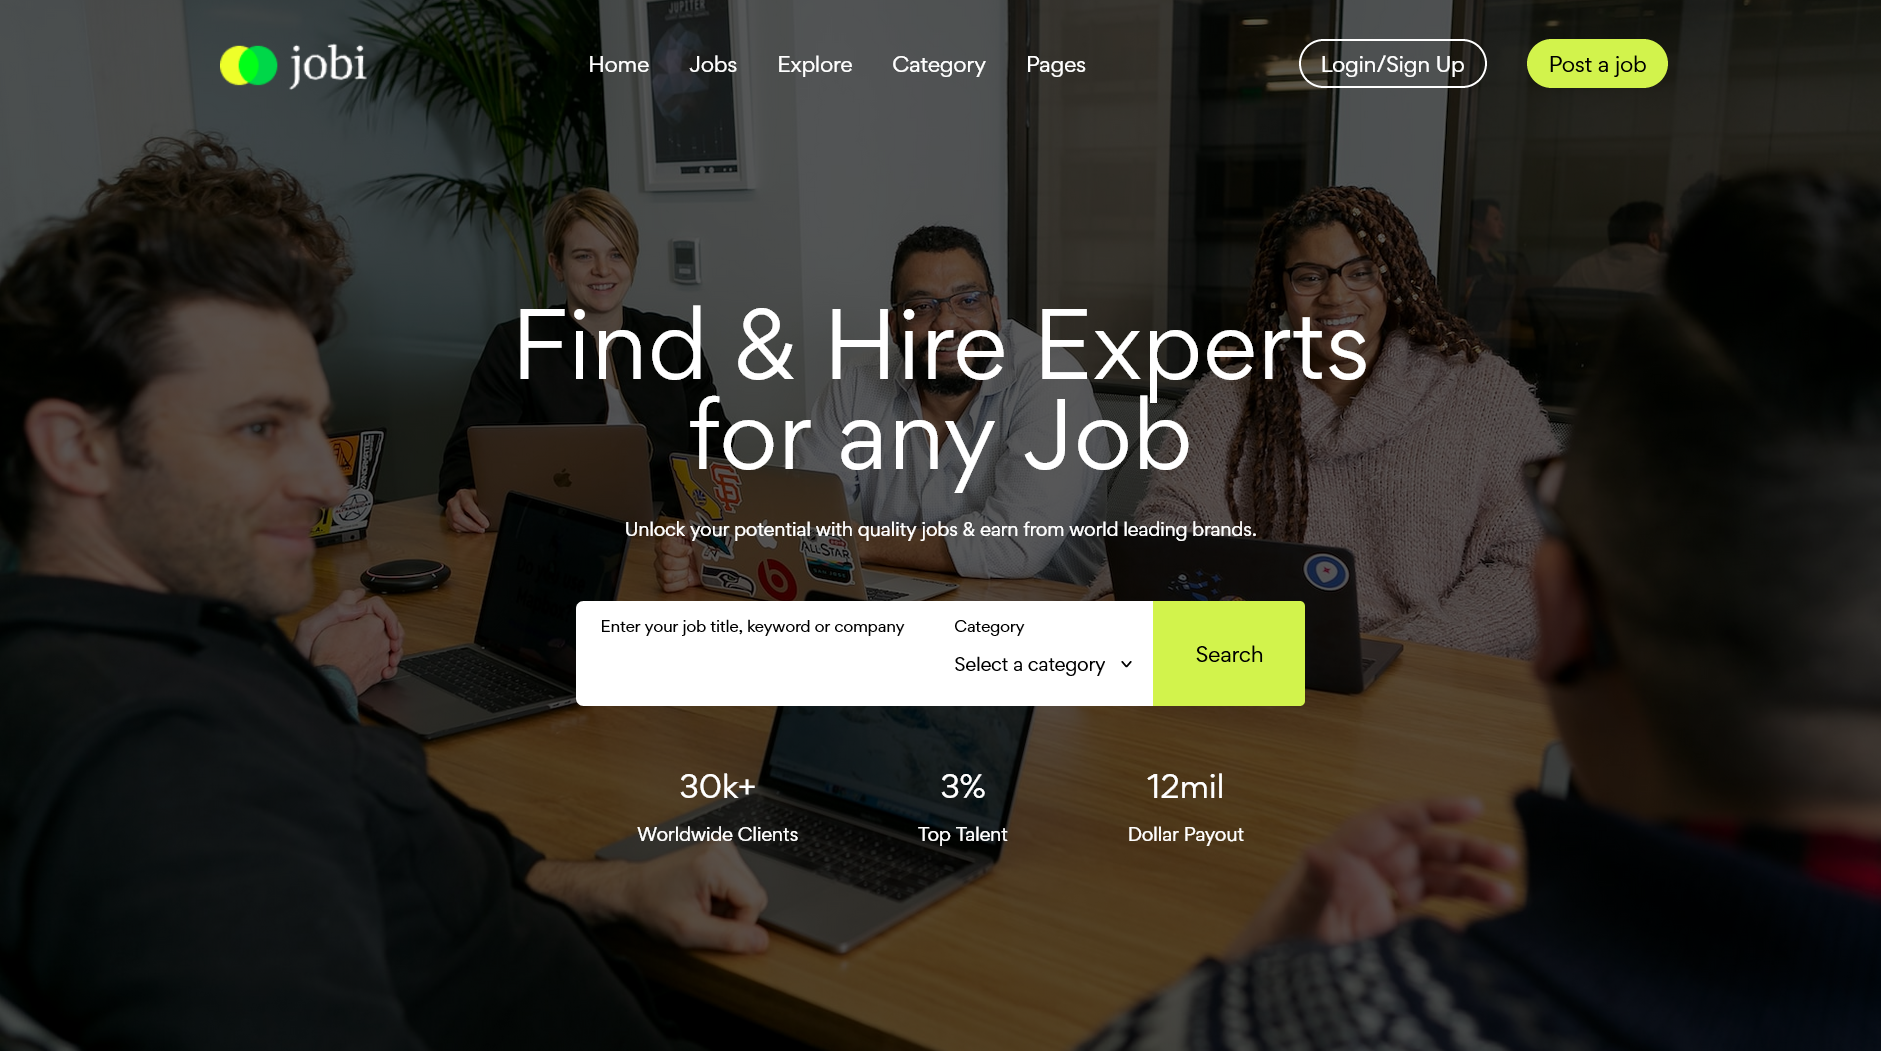 JUPITER
jobi
Home
Jobs
Explore
Category
Pages
Login/Sign Up
Post a job
Find & Hire Experts
for any Job
Unlock your potential with quality jobs & earn from world leading brands.
ALLSTAR
Enter your job title, keyword or company
Category
Select a category
Search
30k+
3%
12mil
Worldwide Clients
Top Talent
Dollar Payout